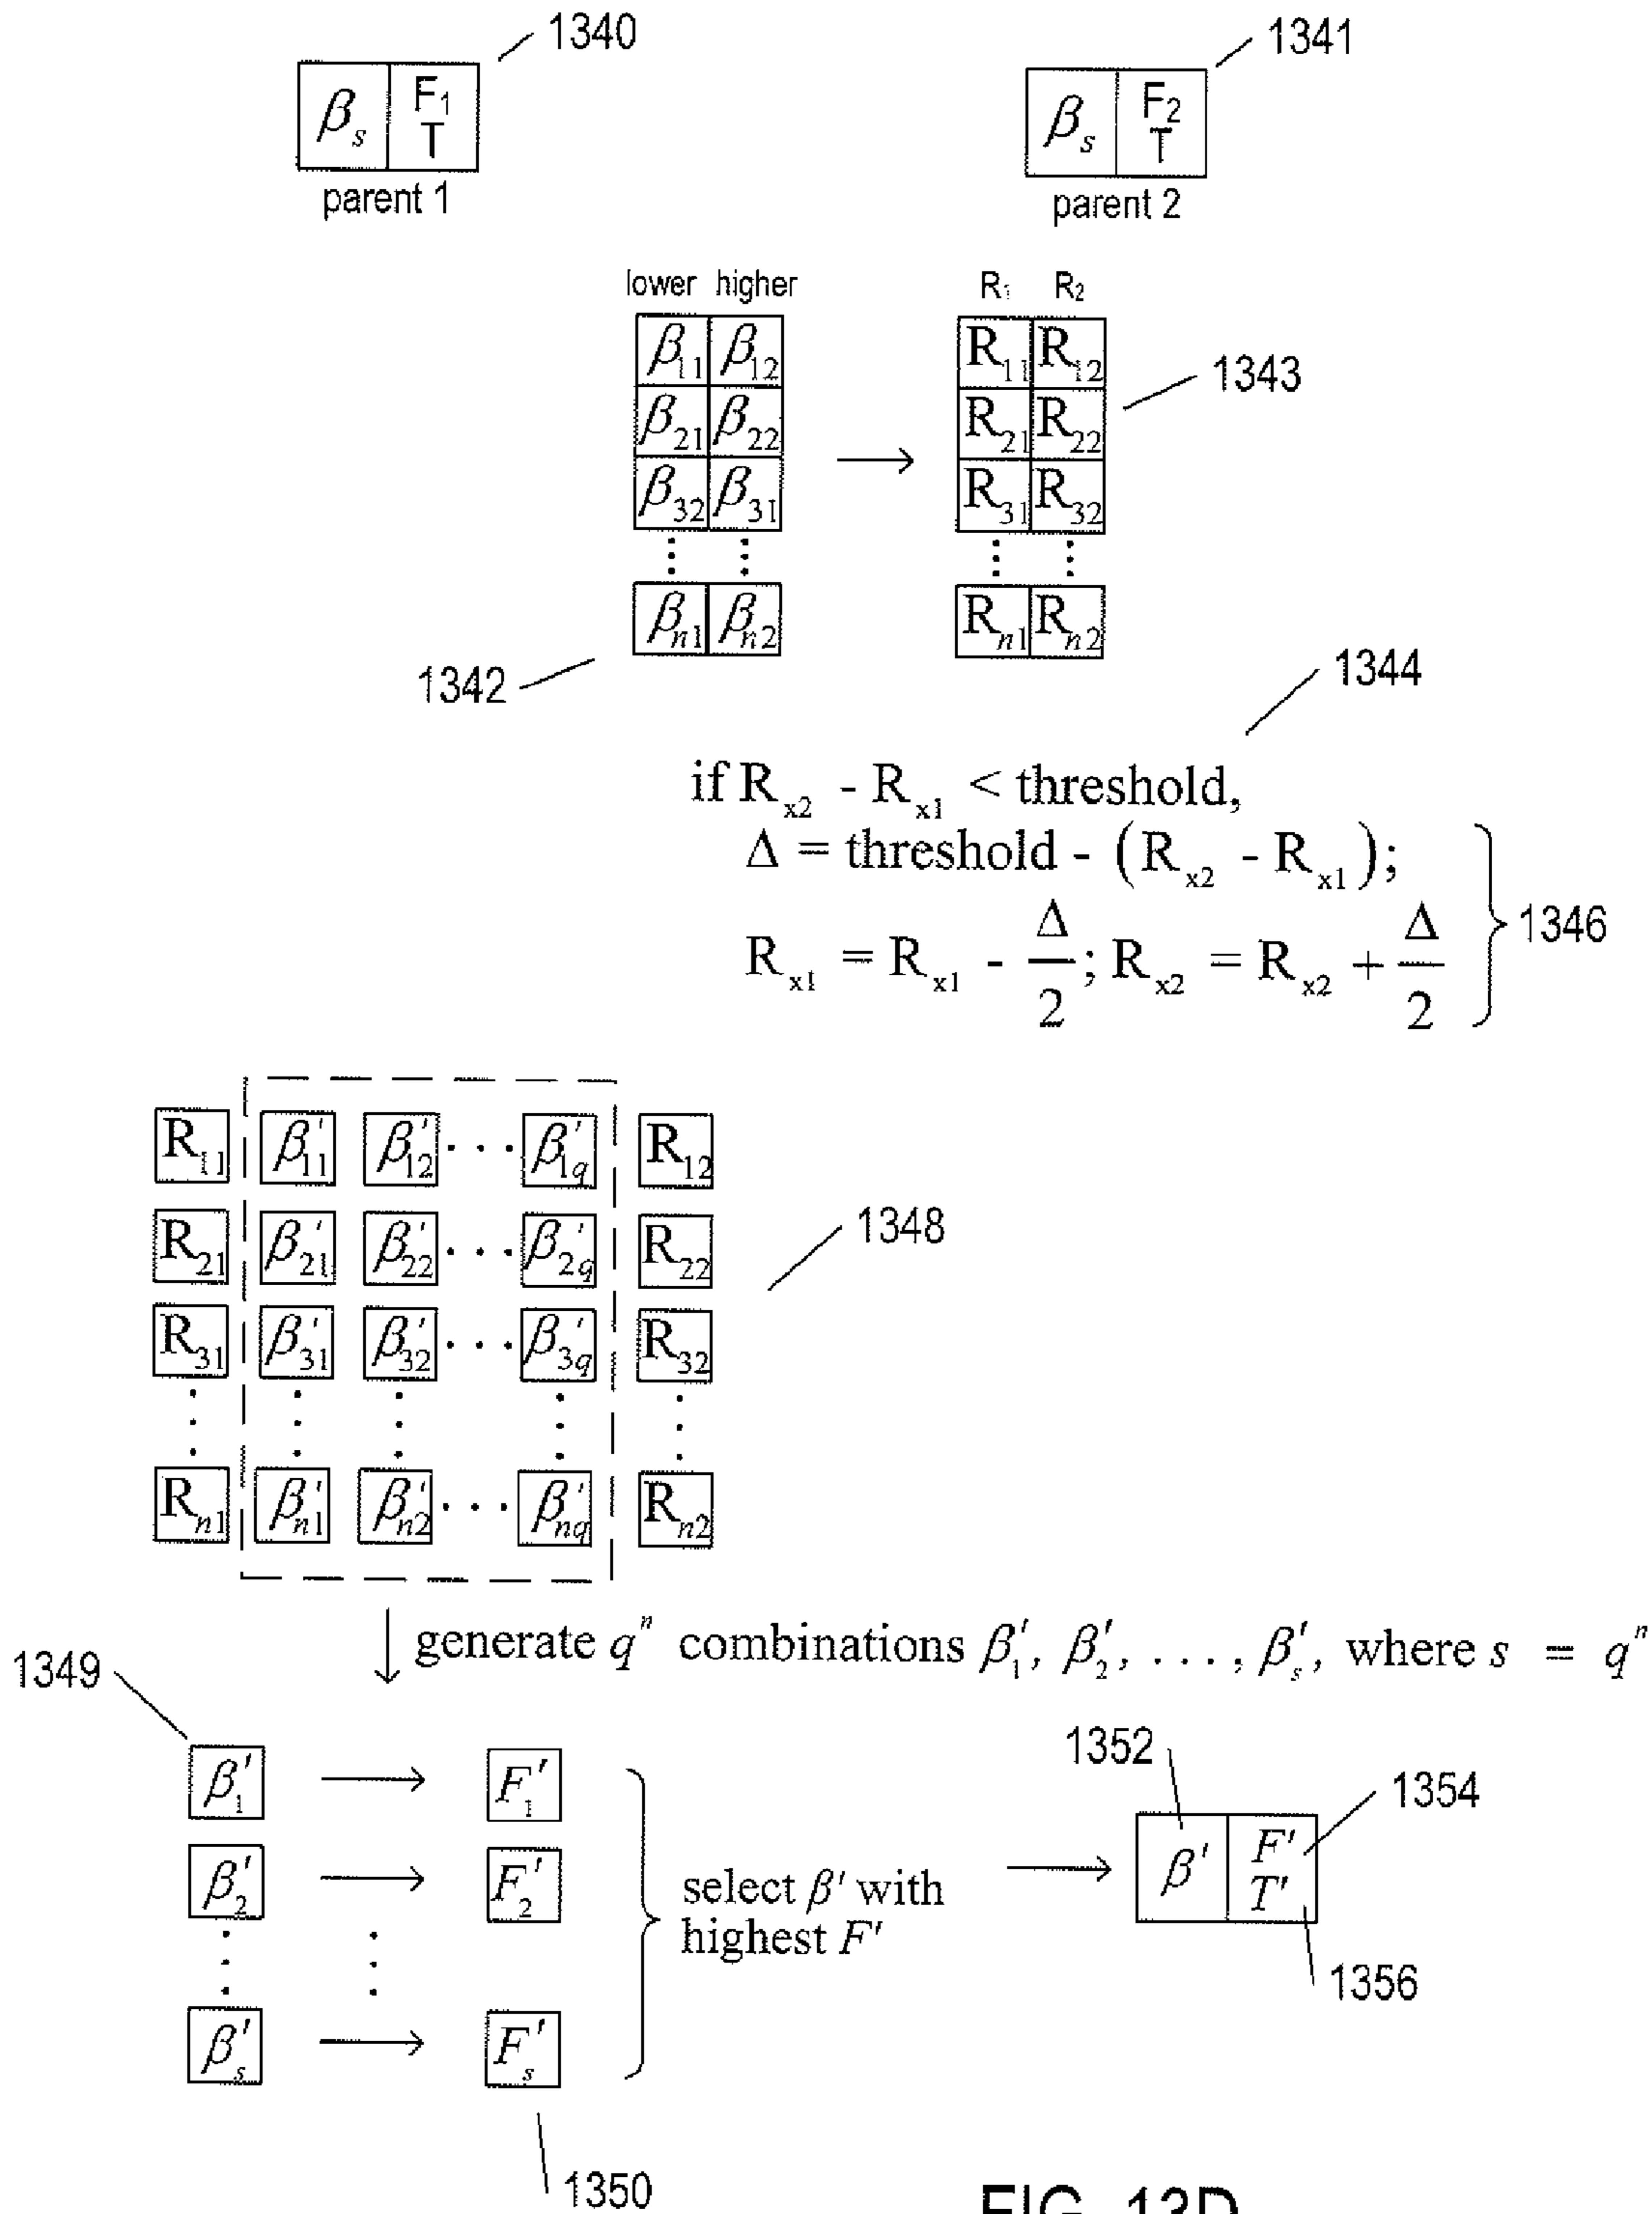 1340
1341
βs F1 T
βs F2 T
parent 1
parent 2
lower higher
R1 R2
β11 β12
R11 R12
1343
β21 β22
R21 R22
β32 β31
R31 R32
βn1 βn2
Rn1 Rn2
1342
1344
if Rx2 - Rx1 < threshold,
Δ = threshold - (Rx2 - Rx1);
Rx1 = Rx1 - Δ/2; Rx2 = Rx2 + Δ/2
1346
R11 β'11 β'12 . . . β'1q R12
R21 β'21 β'22 . . . β'2q R22
1348
R31 β'31 β'32 . . . β'3q R32
Rn1 β'n1 β'n2 . . . β'nq Rn2
generate q^n combinations β'1, β'2, . . . , β's, where s = q^n
1349
1352
1354
β'1 F'1
β'2 F'2
select β' with
highest F'
β' F' T'
1356
β's F's
1350
FIG. 13D